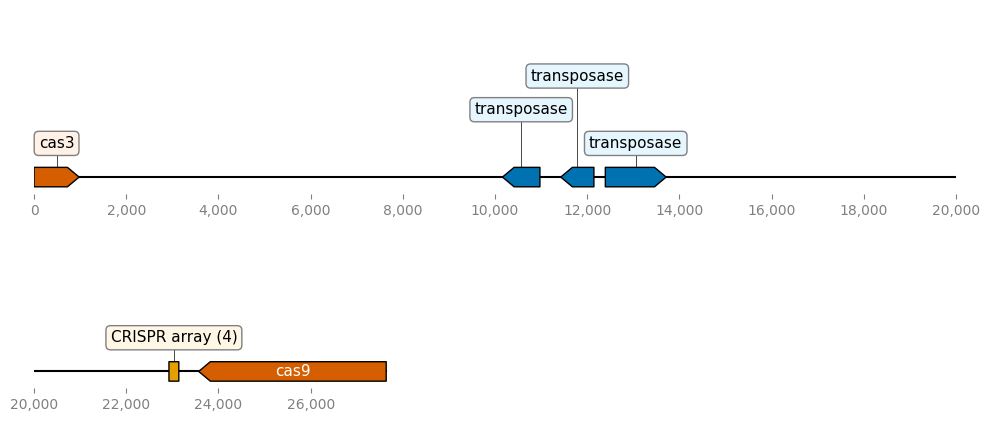 transposase
transposase
cas3 transposase
0 2,000 4,000 6,000 8,000 10,000 12,000 14,000 16,000 18,000 20,000
CRISPR array (4)
cas9
20,000 22,000 24,000 26,000